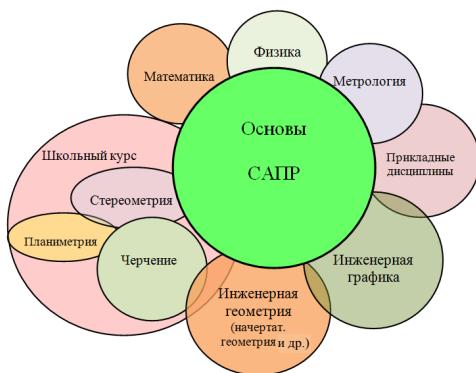 Физика
Математика
Метрология
Основы
САПР
Школьный курс
Прикладные
дисциплины
Стереометрия
Планиметрия
Черчение
Инженерная
графика
Инженерная
геометрия
(начертат.
геометрия и др.)